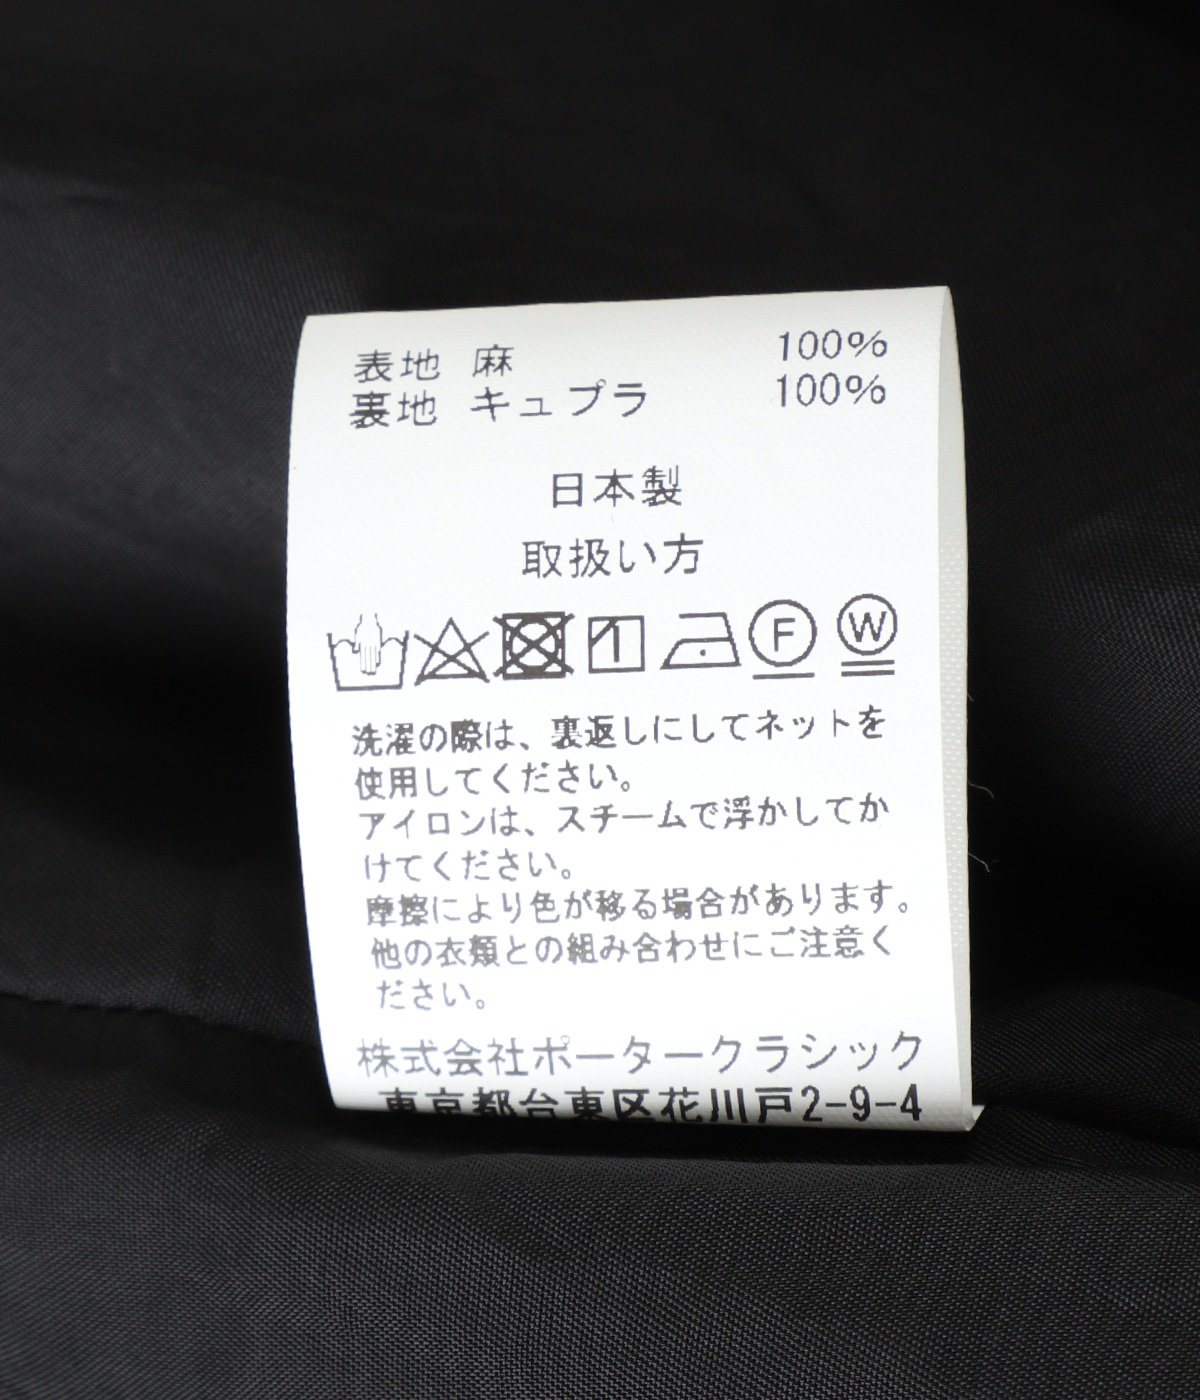 表地 麻 100%
裏地 キュプラ 100%
日本製
取扱い方
1 F W
洗濯の際は、裏返しにしてネットを
使用してください。
アイロンは、スチームで浮かしてか
けてください。
摩擦により色が移る場合があります。
他の衣類との組み合わせにご注意く
ださい。
株式会社ポータークラシック
東京都台東区花川戸2-9-4